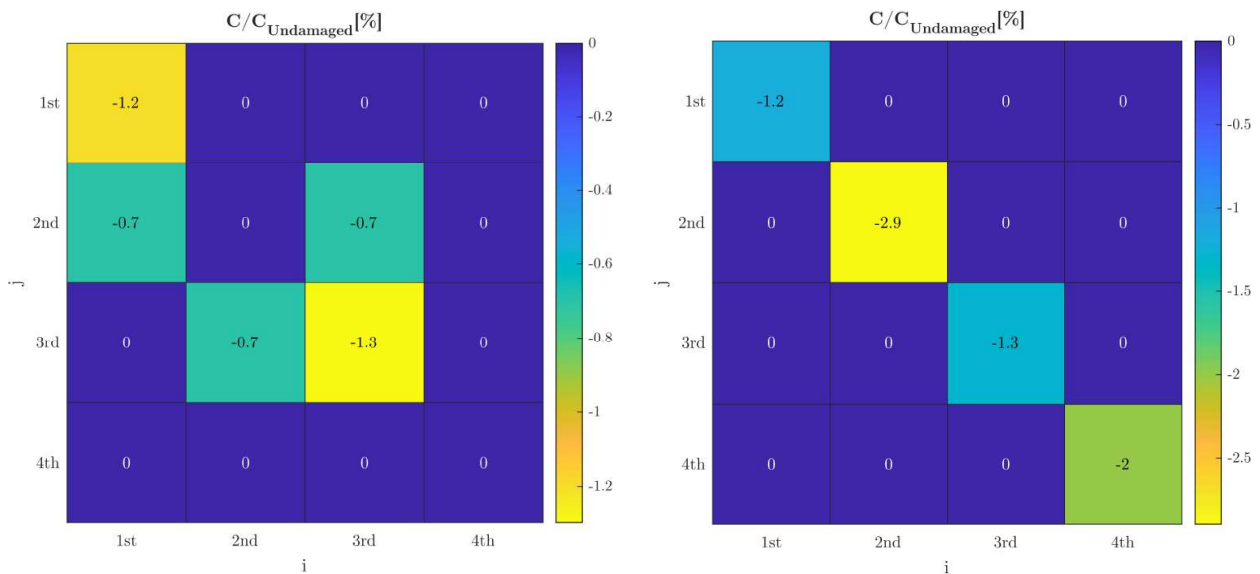 C/C_Undamaged[%]
0
1st -1.2 0 0 0
-0.2
-0.4
2nd -0.7 0 -0.7 0
j
-0.6
3rd 0 -0.7 -1.3 0
-0.8
-1
4th 0 0 0 0
-1.2
1st 2nd 3rd 4th
i
C/C_Undamaged[%]
0
1st -1.2 0 0 0
-0.5
2nd 0 -2.9 0 0
-1
j
-1.5
3rd 0 0 -1.3 0
-2
4th 0 0 0 -2
-2.5
1st 2nd 3rd 4th
i